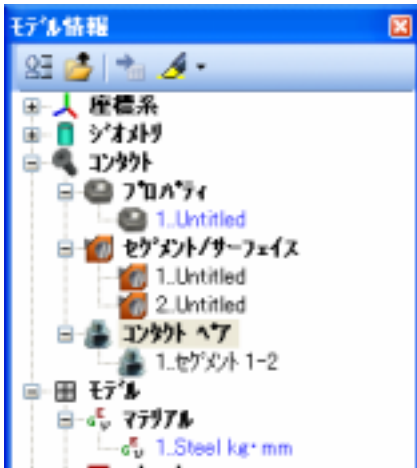 モデル情報
座標系
ジオメトリ
コンタクト
プロパティ
1..Untitled
セグメント/サーフェイス
1..Untitled
2..Untitled
コンタクト ペア
1..セグメント 1-2
モデル
マテリアル
1..Steel kg・mm